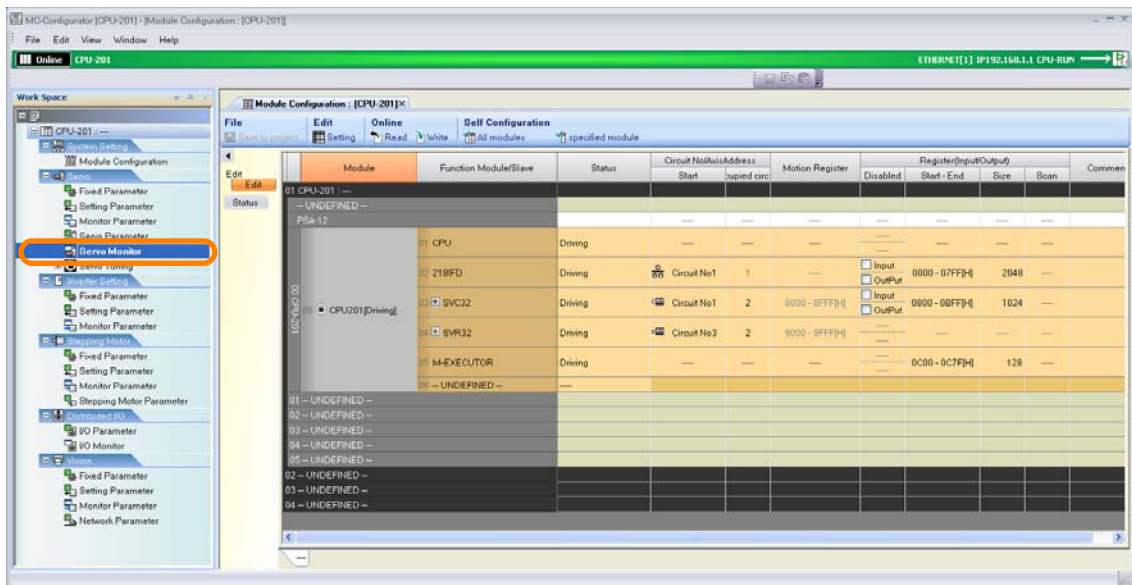 MC-Configurator [CPU-201] - [Module Configuration : [CPU-201]]
File Edit View Window Help
Online CPU-201 ETHERNET[1] IP192.168.1.1 CPU-RUN
Work Space
CPU-201 :---
System Setting
Module Configuration
Servo
Fixed Parameter
Setting Parameter
Monitor Parameter
Servo Parameter
Servo Monitor
Servo Tuning
Inverter Setting
Fixed Parameter
Setting Parameter
Monitor Parameter
Stepping Motor
Fixed Parameter
Setting Parameter
Monitor Parameter
Stepping Motor Parameter
Distributed I/O
I/O Parameter
I/O Monitor
Vision
Fixed Parameter
Setting Parameter
Monitor Parameter
Network Parameter
Module Configuration : [CPU-201]
File Edit Online Self Configuration
Save to project Setting Read Write All modules specified module
Edit
Edit
Status
Module Function Module/Slave Status Circuit No/AxisAddress Motion Register Register(Input/Output) Commen
Start cupied circ Disabled Start - End Size Scan
01 CPU-201 :---
-- UNDEFINED --
PSA-12 --- --- --- --- --- --- ---
00 CPU-201
00 CPU201[Driving]
01 CPU Driving --- --- --- --- --- --- ---
02 218IFD Driving Circuit No1 1 --- Input OutPut 0000 - 07FF[H] 2048 ---
03 SVC32 Driving Circuit No1 2 8000 - 8FFF[H] Input OutPut 0800 - 0BFF[H] 1024 ---
04 SVR32 Driving Circuit No3 2 9000 - 9FFF[H] --- --- --- ---
05 M-EXECUTOR Driving --- --- --- --- 0C00 - 0C7F[H] 128 ---
06 -- UNDEFINED -- ---
01 -- UNDEFINED --
02 -- UNDEFINED --
03 -- UNDEFINED --
04 -- UNDEFINED --
05 -- UNDEFINED --
02 -- UNDEFINED --
03 -- UNDEFINED --
04 -- UNDEFINED --
---